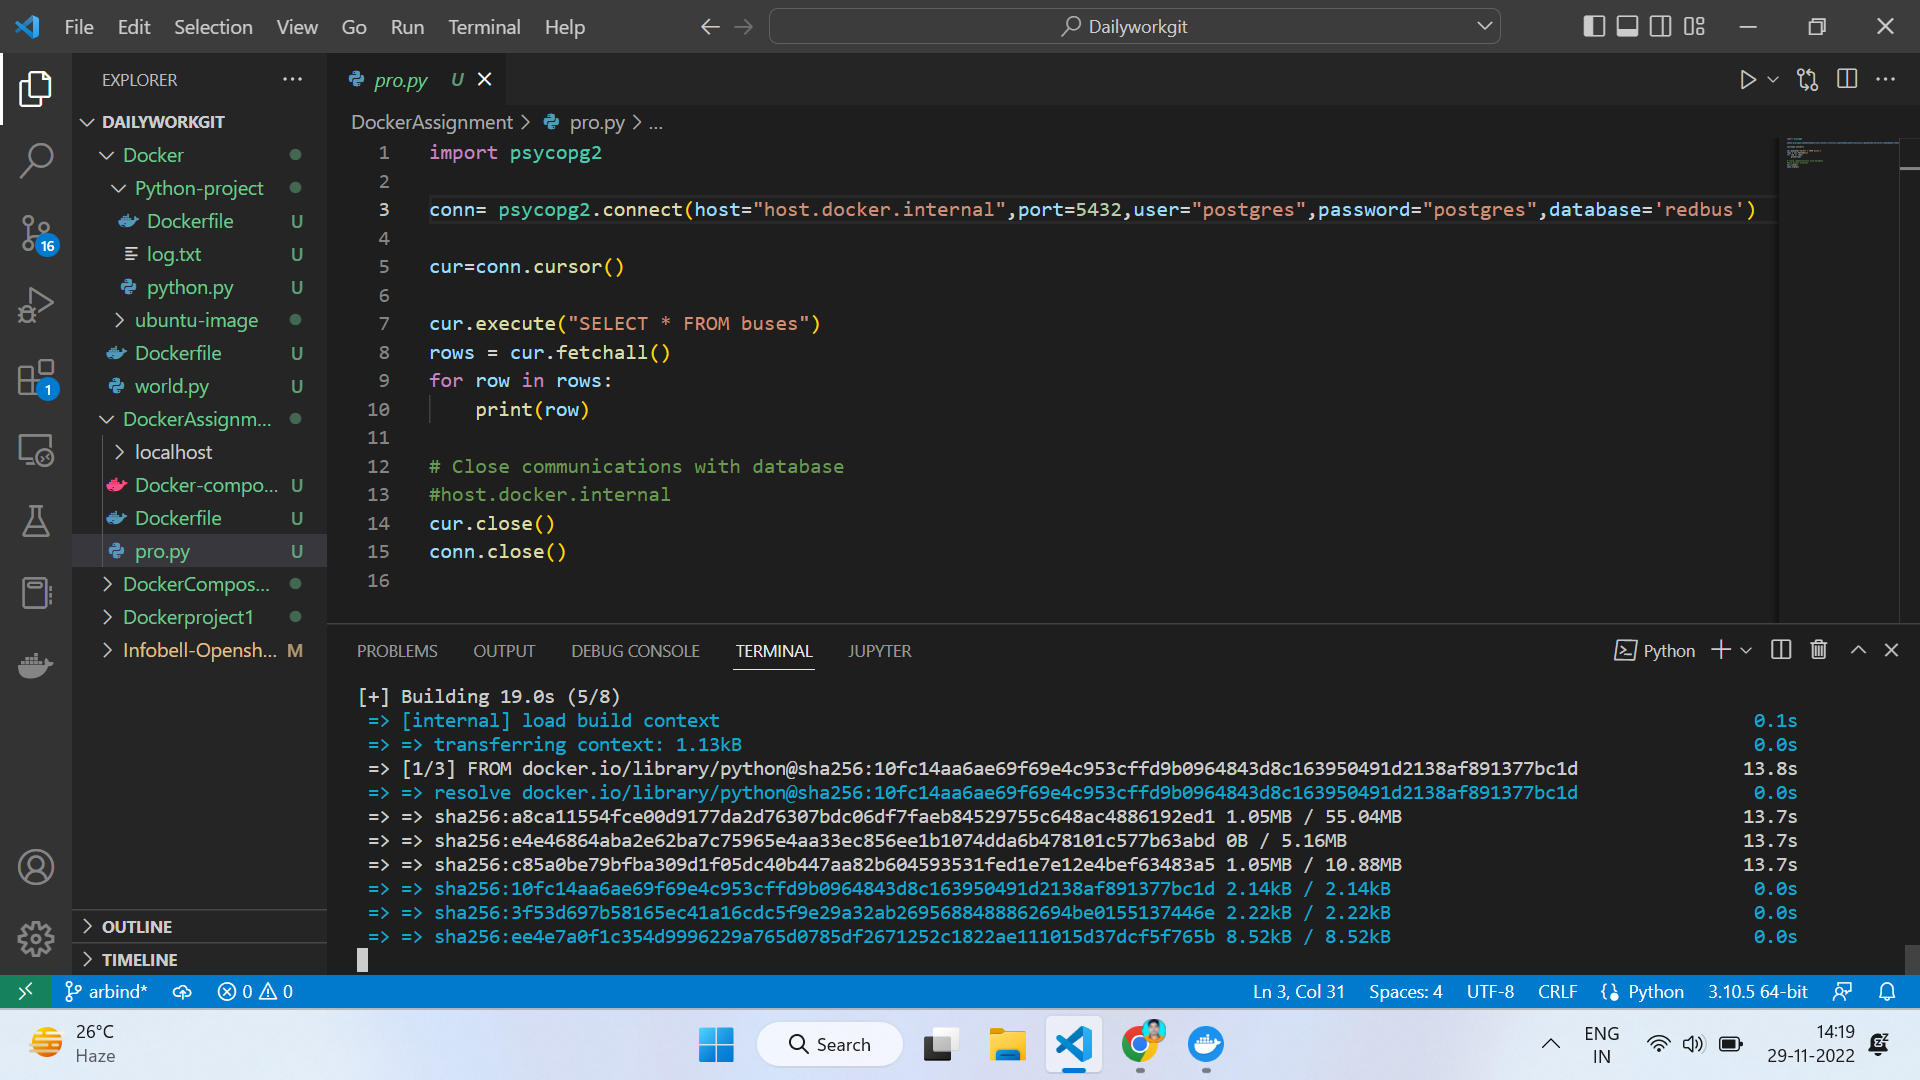 File Edit Selection View Go Run Terminal Help
Dailyworkgit
EXPLORER
DAILYWORKGIT
Docker
Python-project
Dockerfile U
log.txt U
python.py U
ubuntu-image
Dockerfile U
world.py U
DockerAssignm...
localhost
Docker-compo... U
Dockerfile U
pro.py U
DockerCompos...
Dockerproject1
Infobell-Opensh... M
OUTLINE
TIMELINE
16
1
pro.py U
DockerAssignment > pro.py > ...
1 import psycopg2
2
3 conn= psycopg2.connect(host="host.docker.internal",port=5432,user="postgres",password="postgres",database='redbus')
4
5 cur=conn.cursor()
6
7 cur.execute("SELECT * FROM buses")
8 rows = cur.fetchall()
9 for row in rows:
10 print(row)
11
12 # Close communications with database
13 #host.docker.internal
14 cur.close()
15 conn.close()
16
PROBLEMS OUTPUT DEBUG CONSOLE TERMINAL JUPYTER
Python
[+] Building 19.0s (5/8)
=> [internal] load build context 0.1s
=> => transferring context: 1.13kB 0.0s
=> [1/3] FROM docker.io/library/python@sha256:10fc14aa6ae69f69e4c953cffd9b0964843d8c163950491d2138af891377bc1d 13.8s
=> => resolve docker.io/library/python@sha256:10fc14aa6ae69f69e4c953cffd9b0964843d8c163950491d2138af891377bc1d 0.0s
=> => sha256:a8ca11554fce00d9177da2d76307bdc06df7faeb84529755c648ac4886192ed1 1.05MB / 55.04MB 13.7s
=> => sha256:e4e46864aba2e62ba7c75965e4aa33ec856ee1b1074dda6b478101c577b63abd 0B / 5.16MB 13.7s
=> => sha256:c85a0be79bfba309d1f05dc40b447aa82b604593531fed1e7e12e4bef63483a5 1.05MB / 10.88MB 13.7s
=> => sha256:10fc14aa6ae69f69e4c953cffd9b0964843d8c163950491d2138af891377bc1d 2.14kB / 2.14kB 0.0s
=> => sha256:3f53d697b58165ec41a16cdc5f9e29a32ab2695688488862694be0155137446e 2.22kB / 2.22kB 0.0s
=> => sha256:ee4e7a0f1c354d9996229a765d0785df2671252c1822ae111015d37dcf5f765b 8.52kB / 8.52kB 0.0s
arbind* 0 0 Ln 3, Col 31 Spaces: 4 UTF-8 CRLF Python 3.10.5 64-bit
26°C
Haze
Search
ENG
IN
14:19
29-11-2022